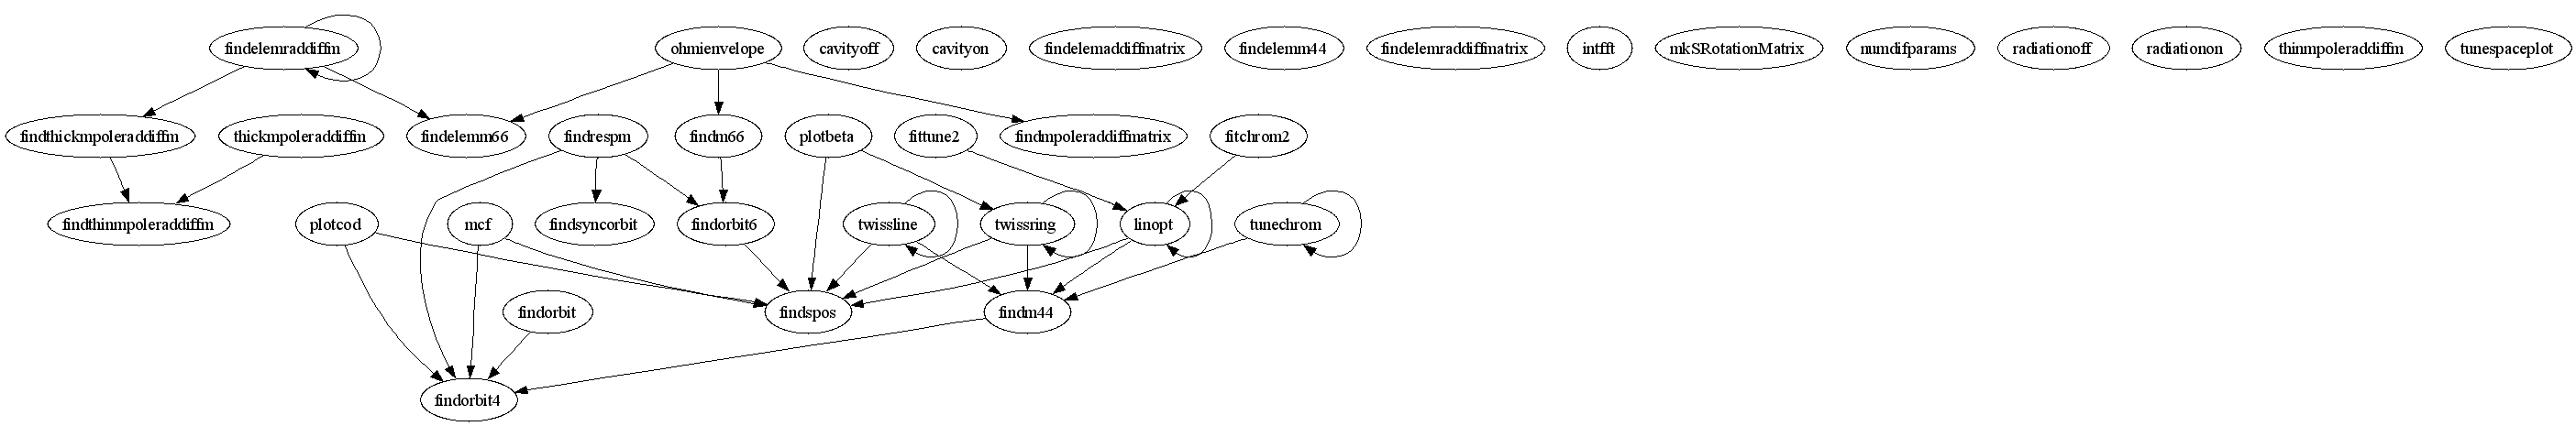 findelemraddiffm
ohmienvelope
cavityoff
cavityon
findelemaddiffmatrix
findelemm44
findelemraddiffmatrix
intfft
mkSRotationMatrix
numdifparams
radiationoff
radiationon
thinmpoleraddiffm
tunespaceplot
findthickmpoleraddiffm
thickmpoleraddiffm
findelemm66
findrespm
findm66
plotbeta
fittune2
findmpoleraddiffmatrix
fitchrom2
findthinmpoleraddiffm
plotcod
mcf
findsyncorbit
findorbit6
twissline
twissring
linopt
tunechrom
findorbit
findspos
findm44
findorbit4